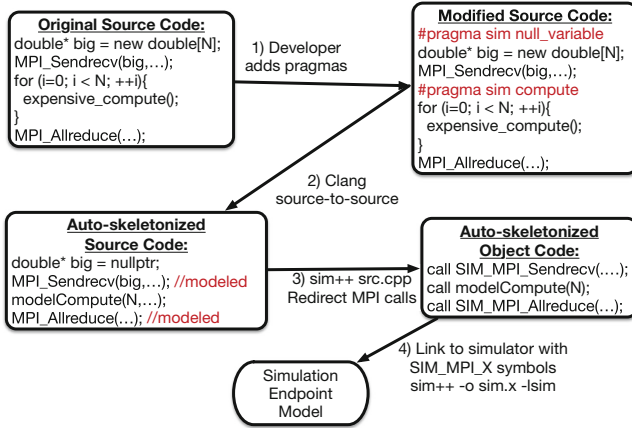 Original Source Code:
double* big = new double[N];
MPI_Sendrecv(big,...);
for (i=0; i < N; ++i){
expensive_compute();
}
MPI_Allreduce(...);
1) Developer
adds pragmas
Modified Source Code:
#pragma sim null_variable
double* big = new double[N];
MPI_Sendrecv(big,...);
#pragma sim compute
for (i=0; i < N; ++i){
expensive_compute();
}
MPI_Allreduce(...);
2) Clang
source-to-source
Auto-skeletonized
Source Code:
double* big = nullptr;
MPI_Sendrecv(big,...); //modeled
modelCompute(N,...);
MPI_Allreduce(...); //modeled
3) sim++ src.cpp
Redirect MPI calls
Auto-skeletonized
Object Code:
call SIM_MPI_Sendrecv(....);
call modelCompute(N);
call SIM_MPI_Allreduce(...);
4) Link to simulator with
SIM_MPI_X symbols
sim++ -o sim.x -lsim
Simulation
Endpoint
Model